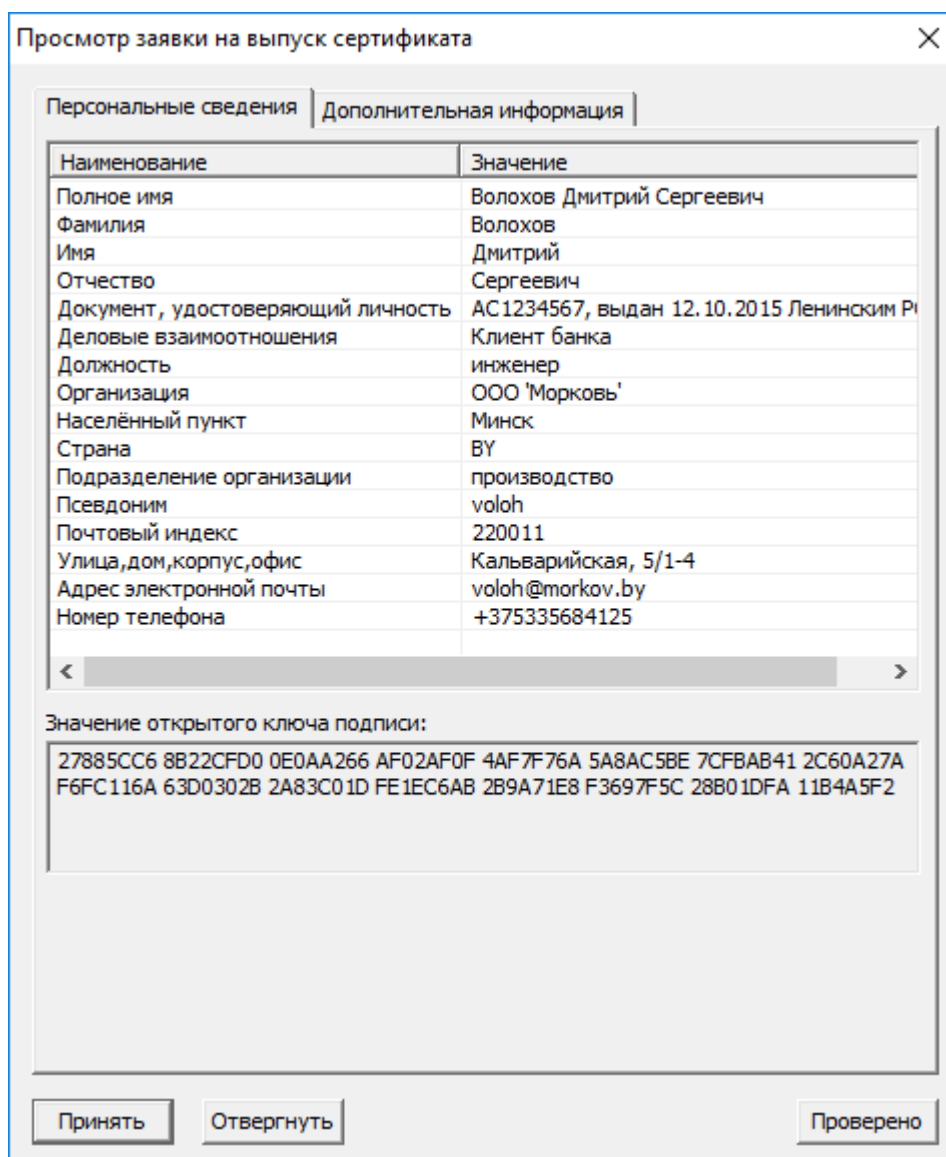 Просмотр заявки на выпуск сертификата
Персональные сведения Дополнительная информация
Наименование Значение
Полное имя Волохов Дмитрий Сергеевич
Фамилия Волохов
Имя Дмитрий
Отчество Сергеевич
Документ, удостоверяющий личность АС1234567, выдан 12.10.2015 Ленинским
Деловые взаимоотношения Клиент банка
Должность инженер
Организация ООО 'Морковь'
Населённый пункт Минск
Страна BY
Подразделение организации производство
Псевдоним voloh
Почтовый индекс 220011
Улица,дом,корпус,офис Кальварийская, 5/1-4
Адрес электронной почты voloh@morkov.by
Номер телефона +375335684125
Значение открытого ключа подписи:
27885CC6 8B22CFD0 0E0AA266 AF02AF0F 4AF7F76A 5A8AC5BE 7CFBAB41 2C60A27A
F6FC116A 63D0302B 2A83C01D FE1EC6AB 2B9A71E8 F3697F5C 28B01DFA 11B4A5F2
Принять Отвергнуть Проверено